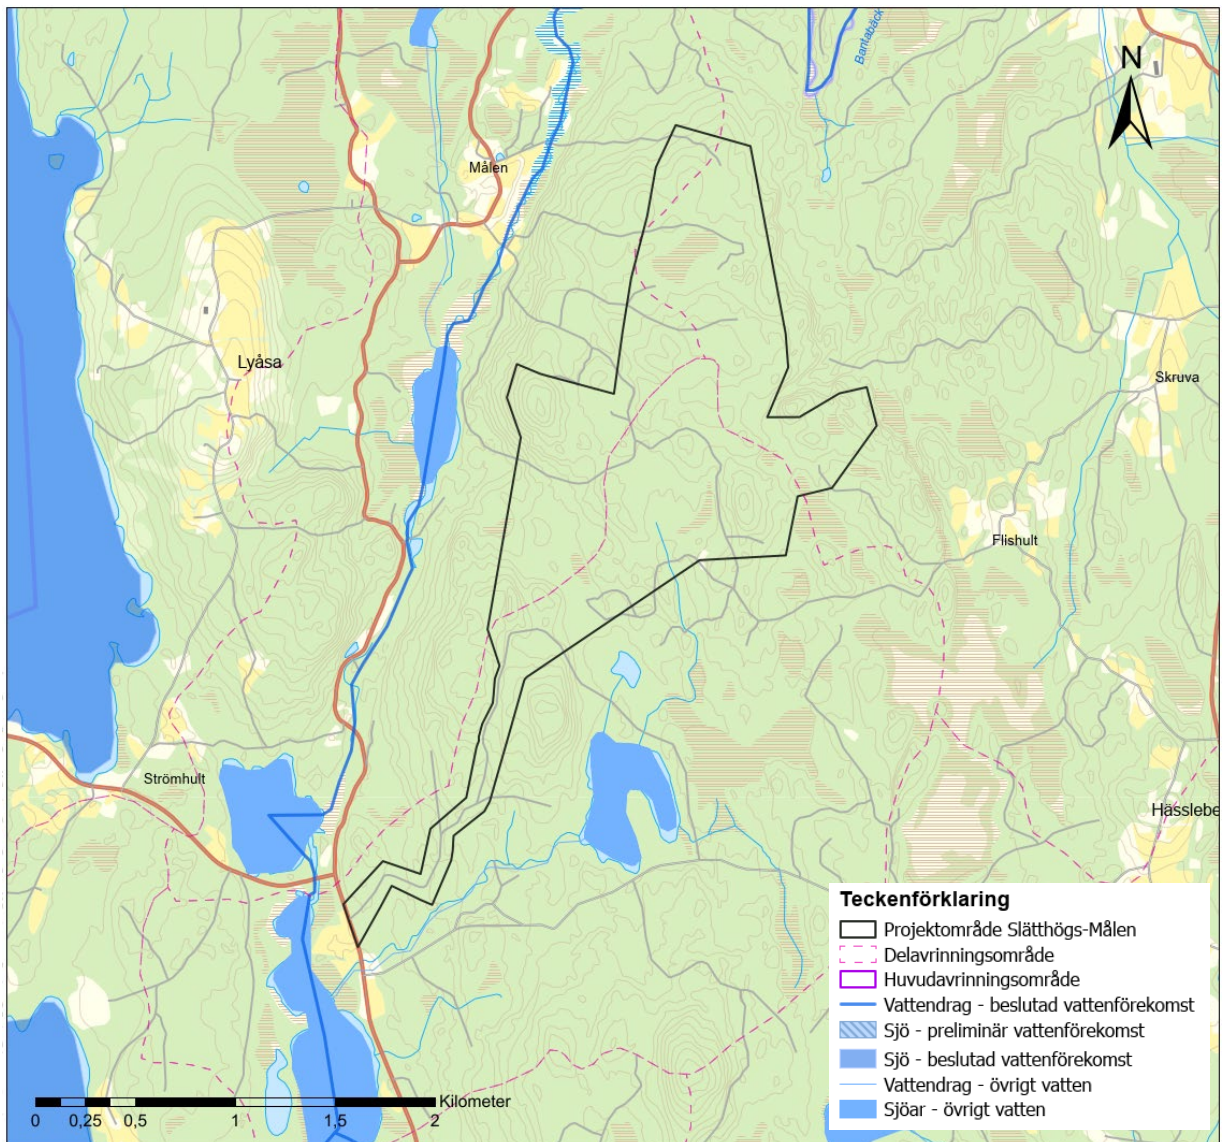 Bantabäck
N
Målen
Lyåsa
Skruva
Flishult
Strömhult
Hässlebe
Teckenförklaring
Projektområde Slätthögs-Målen
Delavrinningsområde
Huvudavrinningsområde
Vattendrag - beslutad vattenförekomst
Sjö - preliminär vattenförekomst
Sjö - beslutad vattenförekomst
Vattendrag - övrigt vatten
Sjöar - övrigt vatten
Kilometer
0 0,25 0,5 1 1,5 2